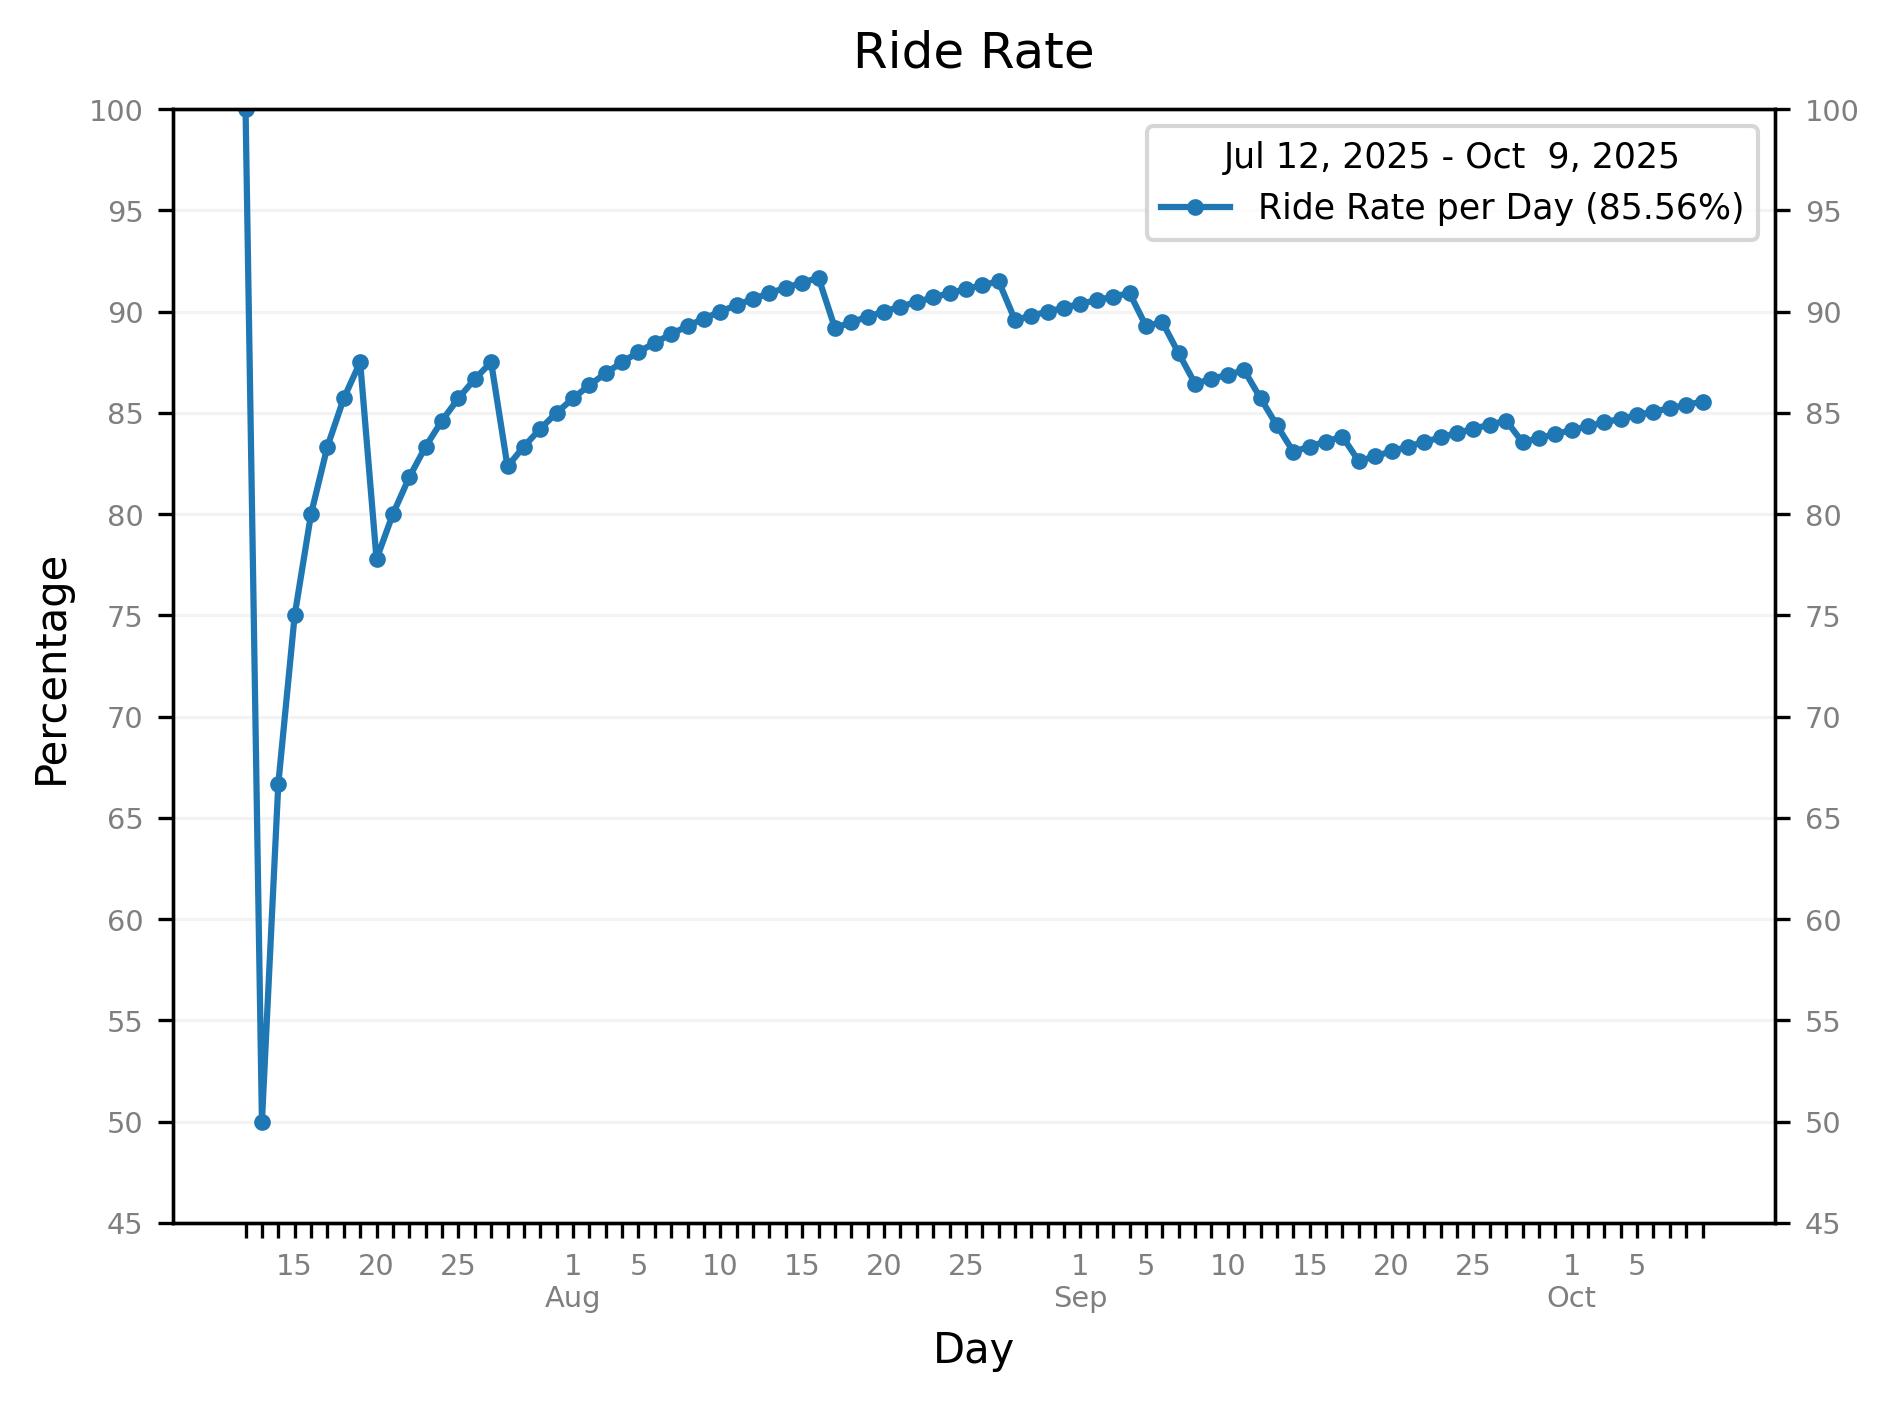 Ride Rate
Jul 12, 2025 - Oct  9, 2025
Ride Rate per Day (85.56%)
Percentage
100 100
95 95
90 90
85 85
80 80
75 75
70 70
65 65
60 60
55 55
50 50
45 45
15 20 25 1 5 10 15 20 25 1 5 10 15 20 25 1 5
Aug Sep Oct
Day